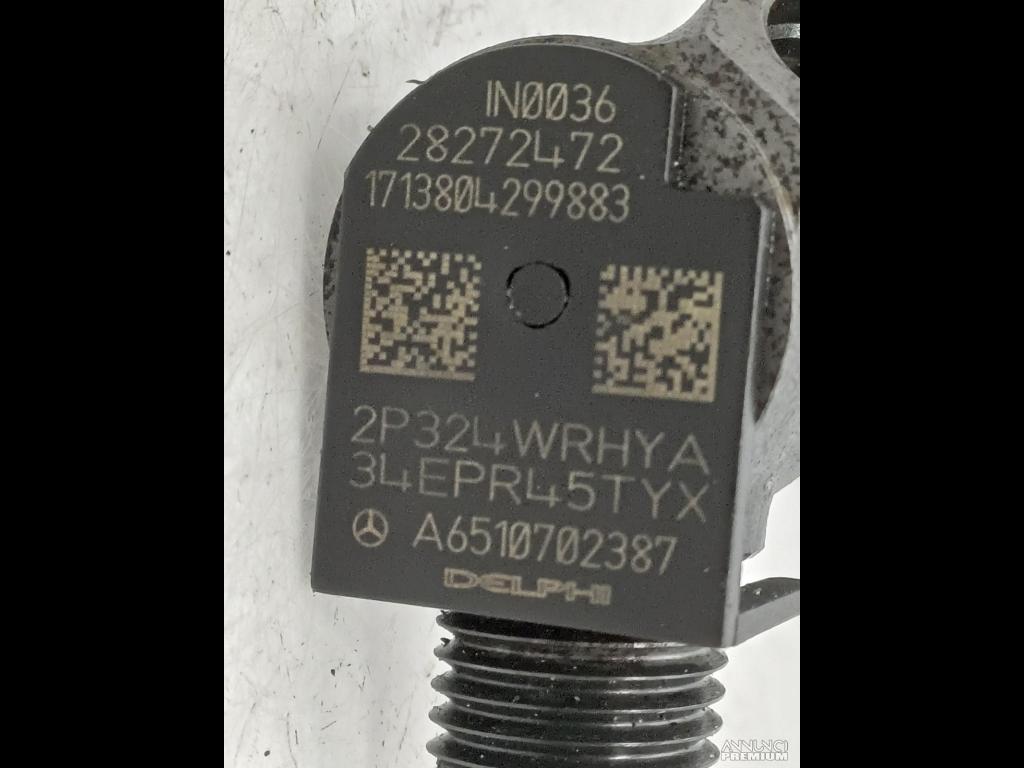 IN0036
28272472
1713804299883
2P324WRHYA
34EPR45TYX
A6510702387
DELPHI
ANNUNCI
PREMIUM